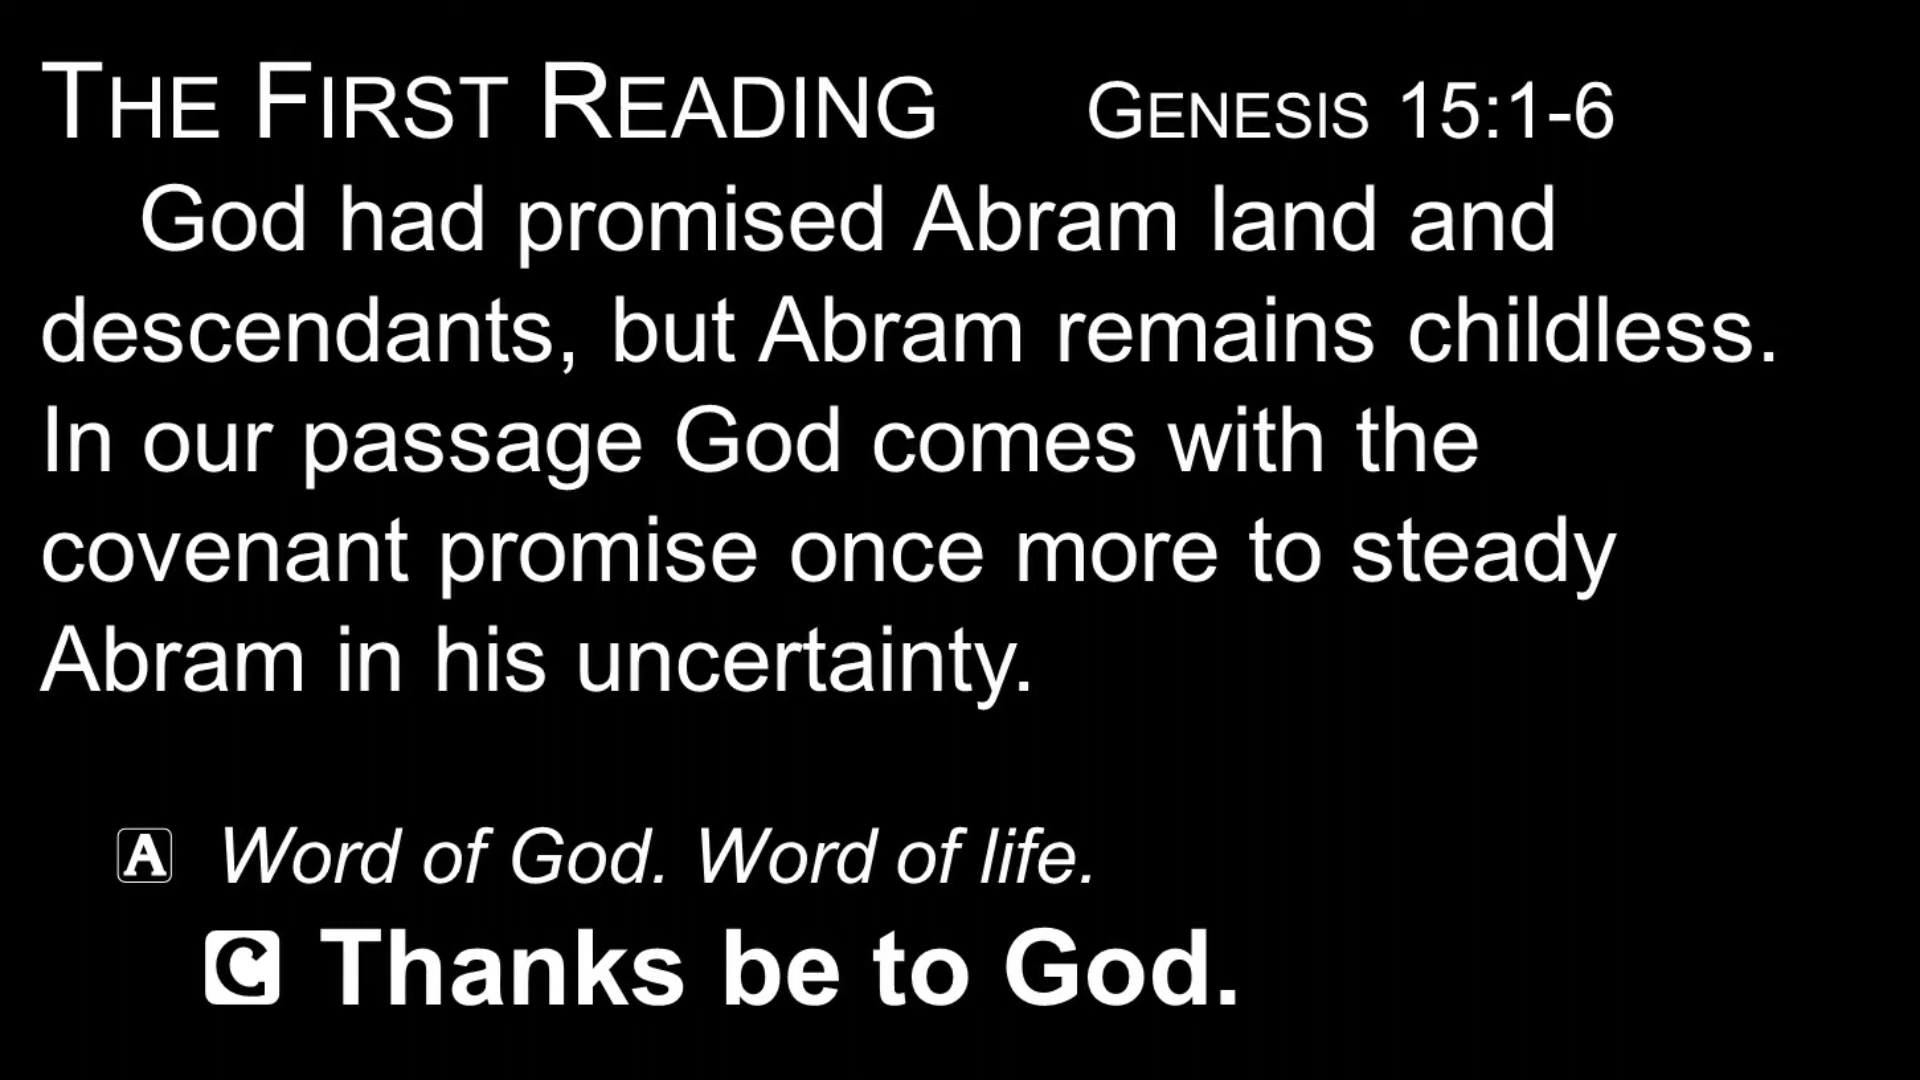 THE FIRST READING GENESIS 15:1-6
God had promised Abram land and
descendants, but Abram remains childless.
In our passage God comes with the
covenant promise once more to steady
Abram in his uncertainty.
A Word of God. Word of life.
C Thanks be to God.